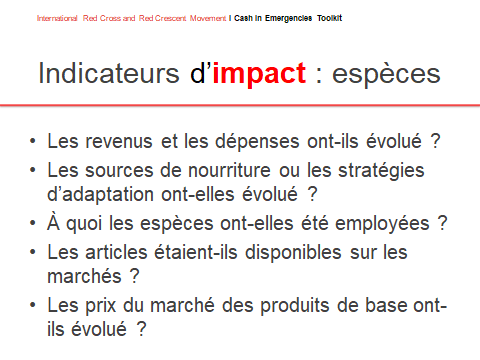 International Red Cross and Red Crescent Movement I Cash in Emergencies Toolkit
Indicateurs d’impact : espèces
• Les revenus et les dépenses ont-ils évolué ?
• Les sources de nourriture ou les stratégies
d’adaptation ont-elles évolué ?
• À quoi les espèces ont-elles été employées ?
• Les articles étaient-ils disponibles sur les
marchés ?
• Les prix du marché des produits de base ont-
ils évolué ?